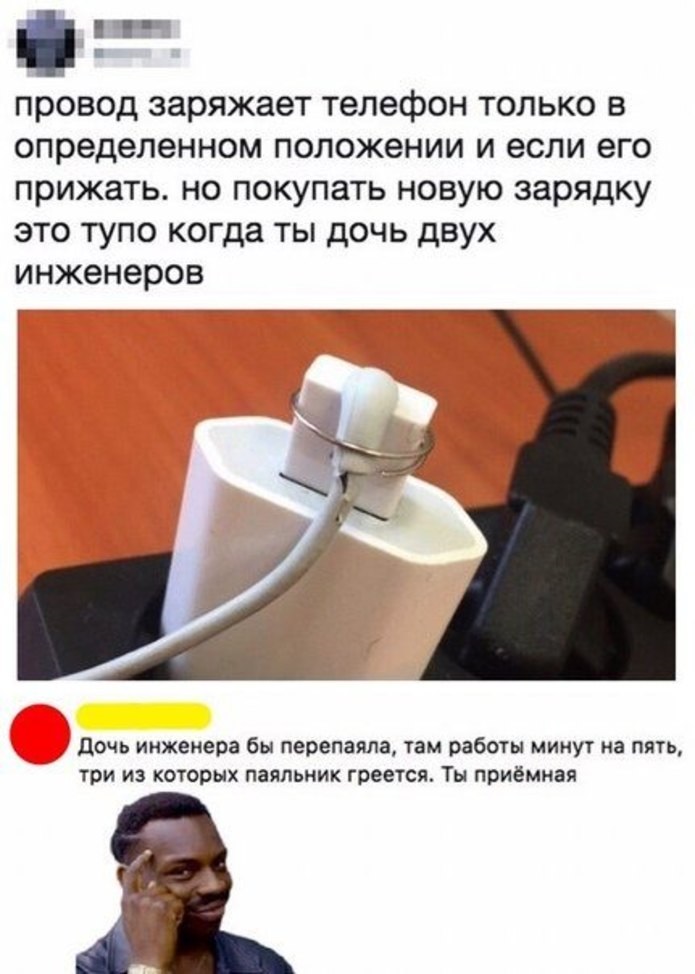 провод заряжает телефон только в
определенном положении и если его
прижать. но покупать новую зарядку
это тупо когда ты дочь двух
инженеров
Дочь инженера бы перепаяла, там работы минут на пять,
три из которых паяльник греется. Ты приёмная